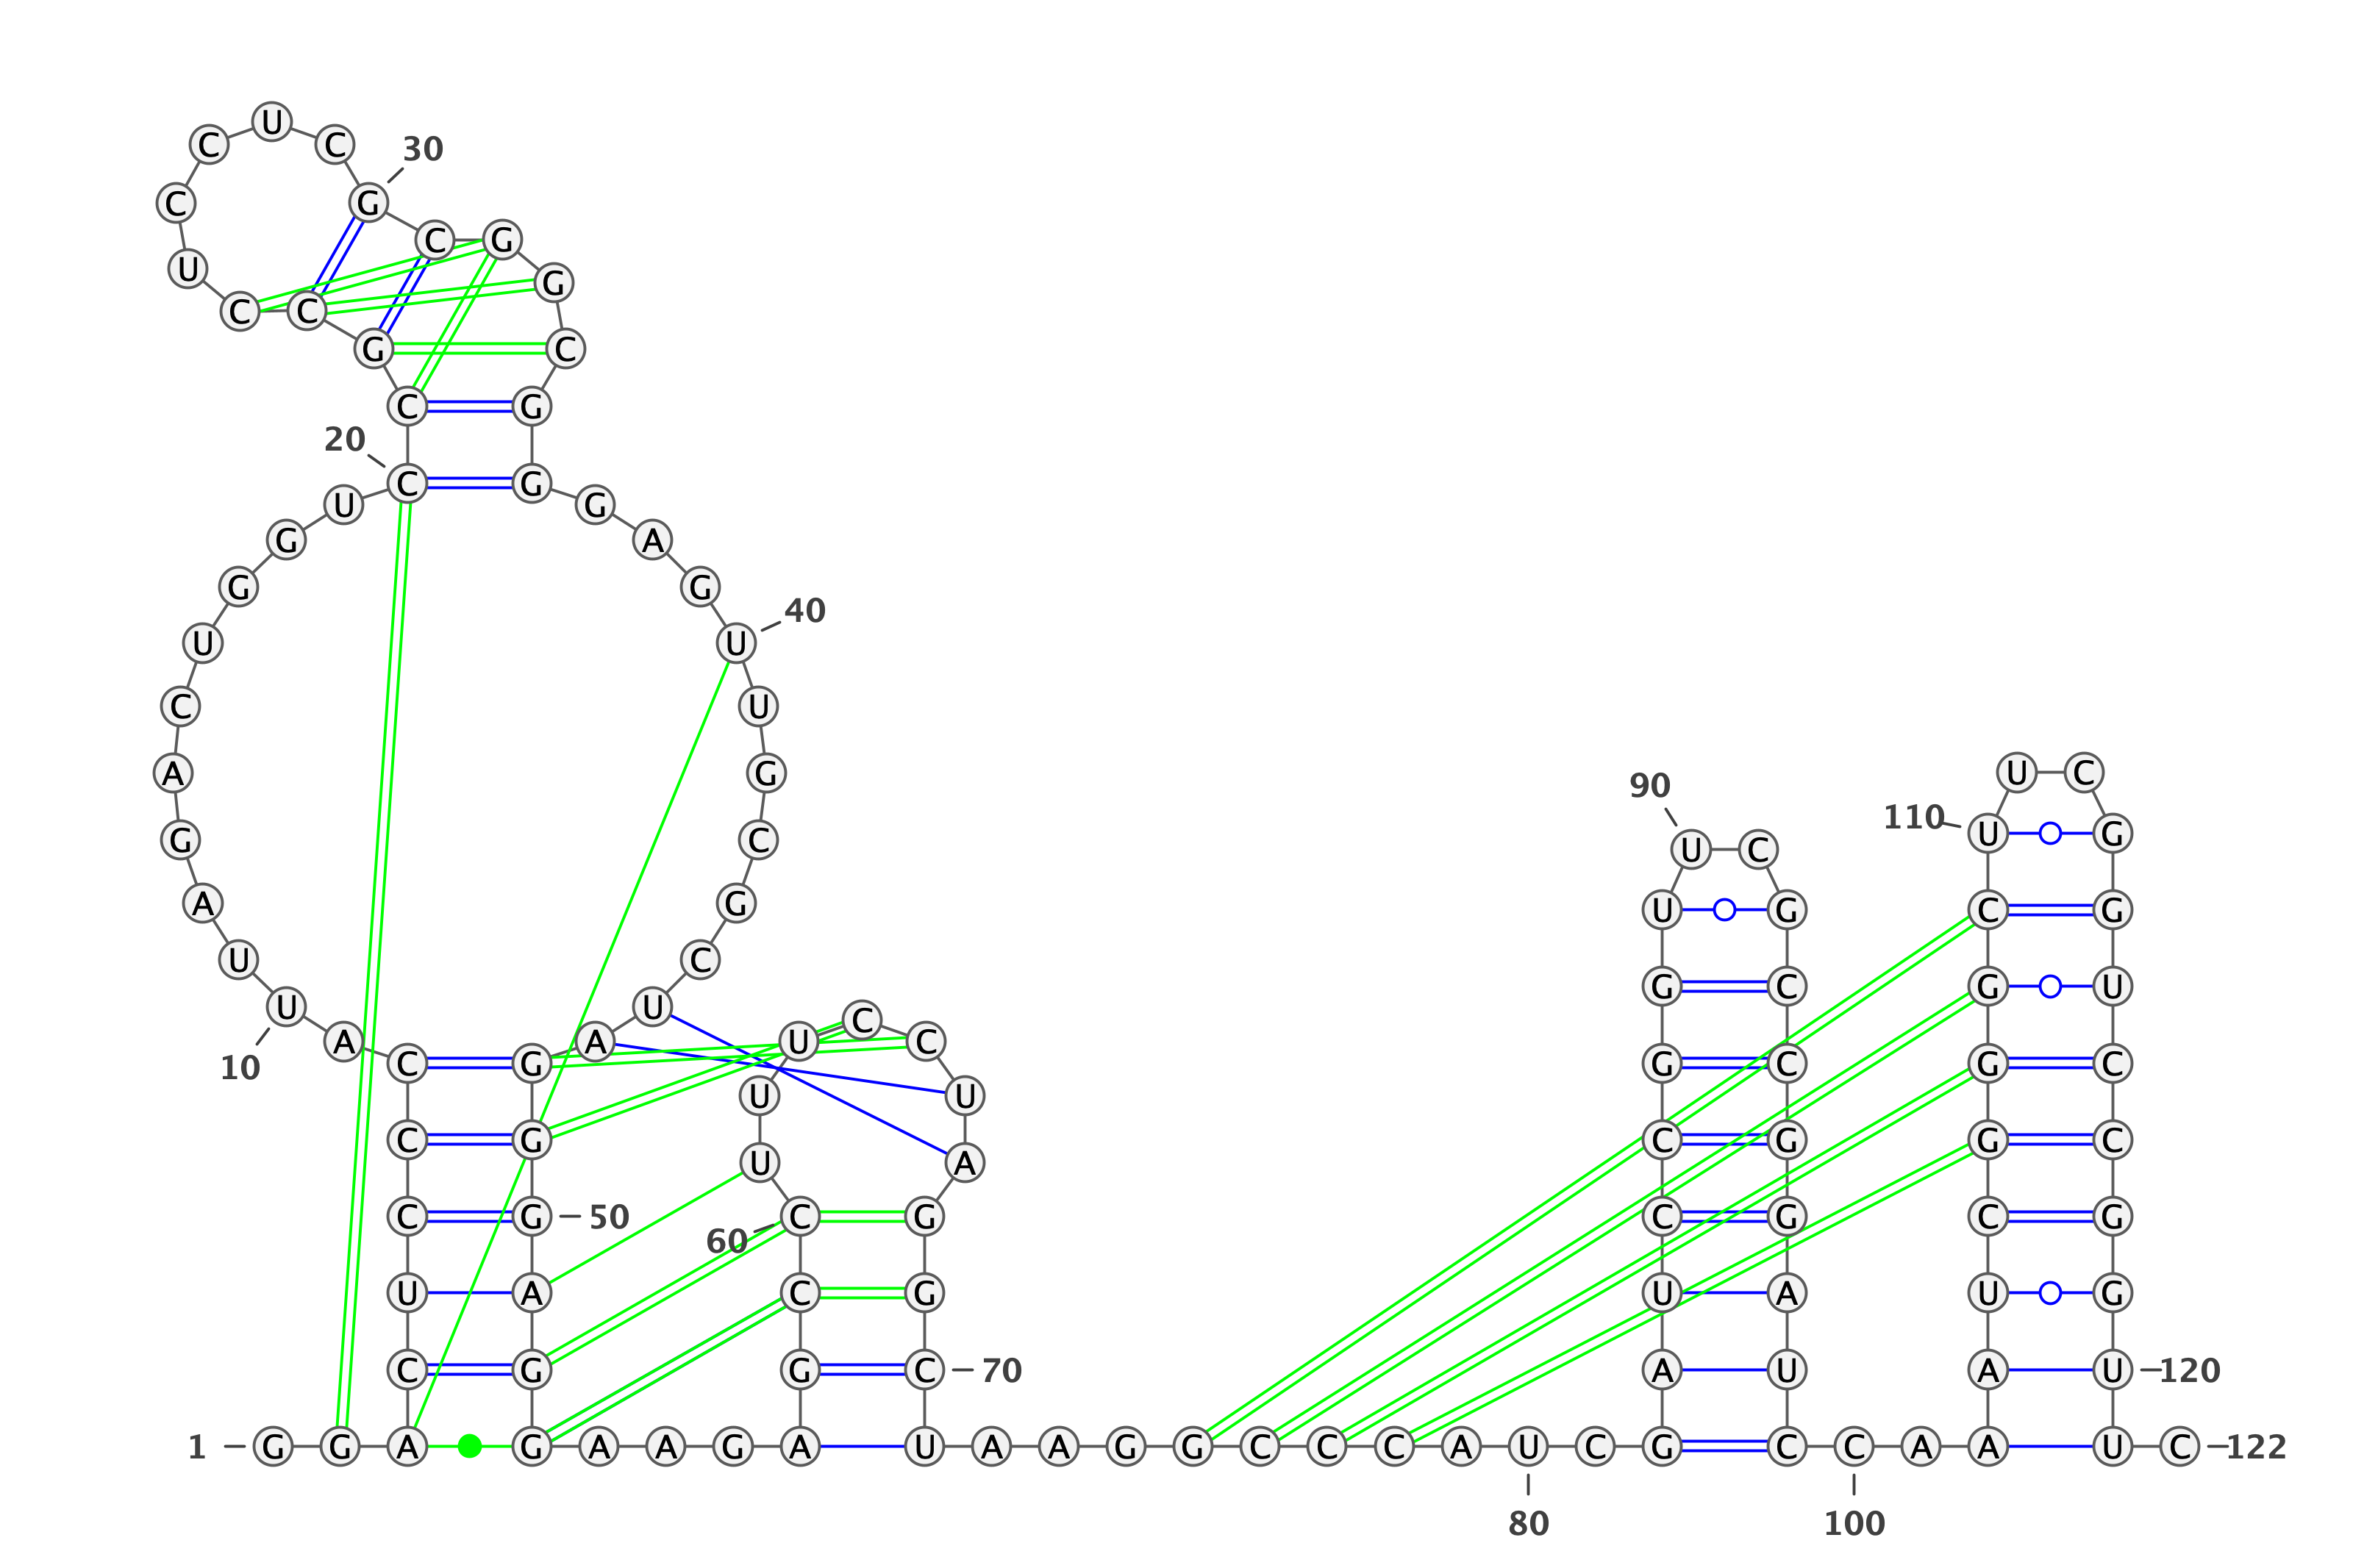 U
C C 30
C G
C G
U
G
C C
G C
C G
20
C G
U G
G A
G G
40
U U
C U
A G U C
90
110
U G
G C U C
A G U G C G
U C
G C G U
U U
C
A A U C
C G G C G C
10
U U
C G C G G C
U A
C G 50 C G C G C G
60
U A C G U A U G
C G G C 70 A U A U 120
1 G G A G A A G A U A A G G C C C A U C G C C A A U C 122
80 100